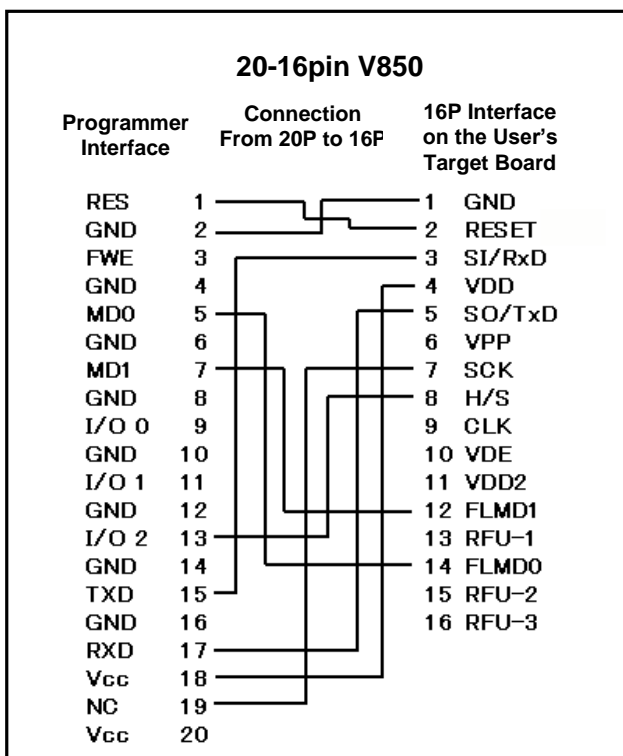 20-16pin V850
Programmer Interface
Connection From 20P to 16P
16P Interface on the User's Target Board
RES 1 1 GND
GND 2 2 RESET
FWE 3 3 SI/RxD
GND 4 4 VDD
MD0 5 5 SO/TxD
GND 6 6 VPP
MD1 7 7 SCK
GND 8 8 H/S
I/O 0 9 9 CLK
GND 10 10 VDE
I/O 1 11 11 VDD2
GND 12 12 FLMD1
I/O 2 13 13 RFU-1
GND 14 14 FLMD0
TXD 15 15 RFU-2
GND 16 16 RFU-3
RXD 17
Vcc 18
NC 19
Vcc 20